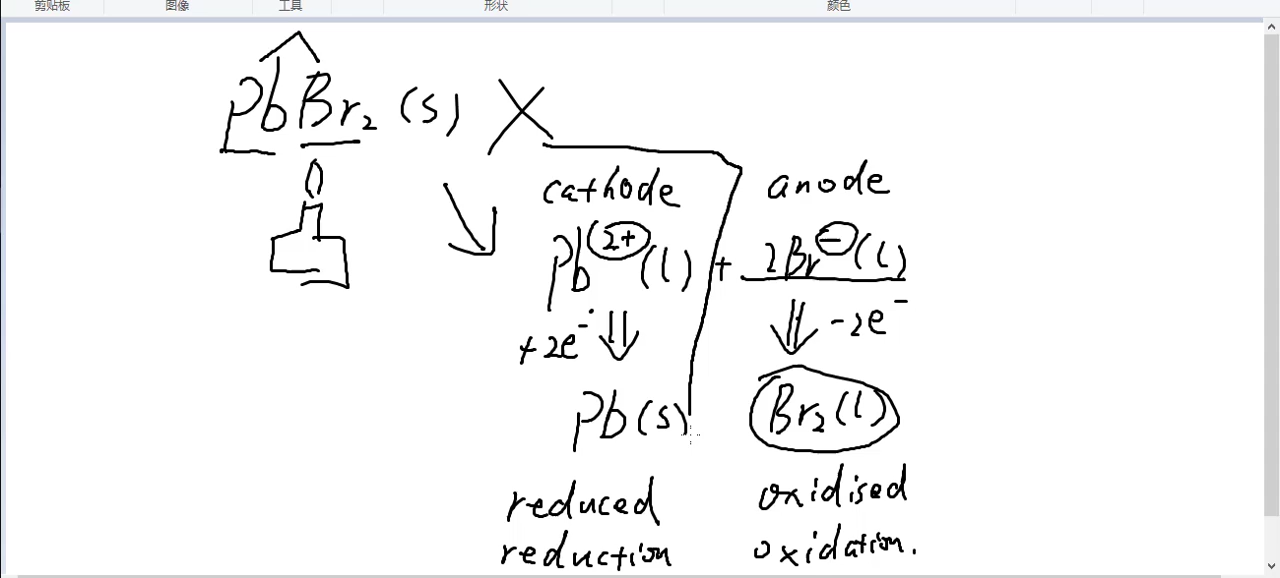 剪贴板 图像 工具 形状 颜色
PbBr₂ (s)
cathode anode
Pb²⁺ (l) + 2Br⁻ (l)
+2e⁻ -2e⁻
Pb (s) Br₂ (l)
reduced oxidised
reduction oxidation.